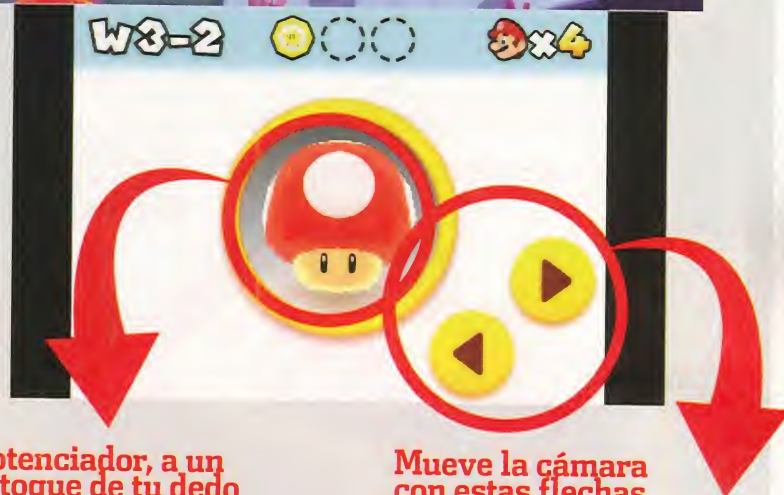 W3-2 x4
otenciador, a un
toque de tu dedo
Mueve la cámara
con estas flechas